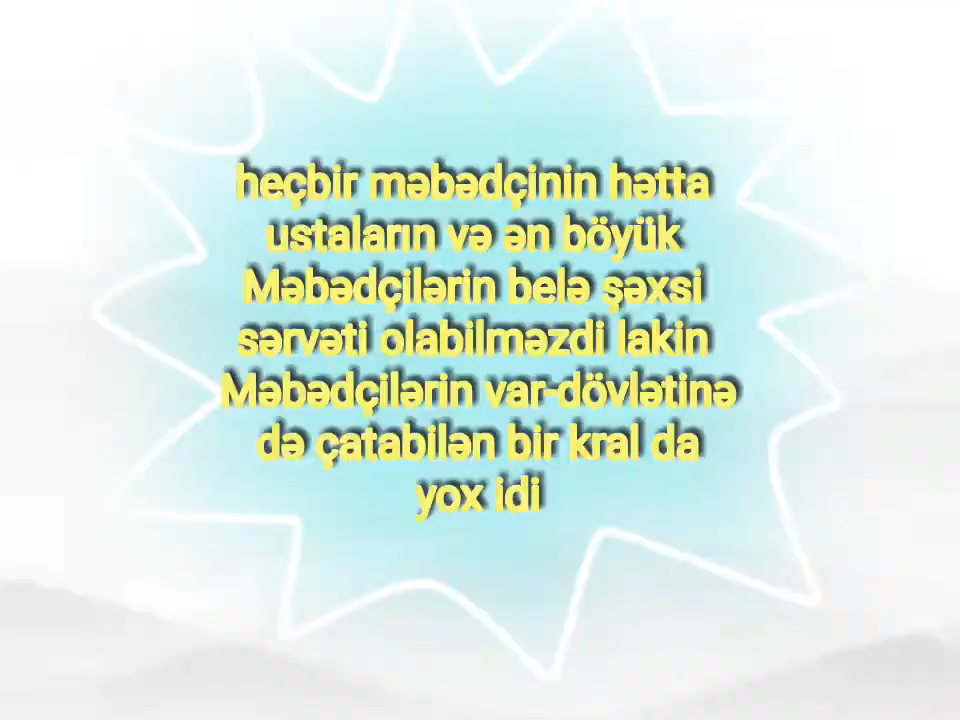 heçbir məbədçinin hətta
ustaların və ən böyük
Məbədçilərin belə şəxsi
sərvəti olabilməzdi lakin
Məbədçilərin var-dövlətinə
də çatabilən bir kral da
yox idi